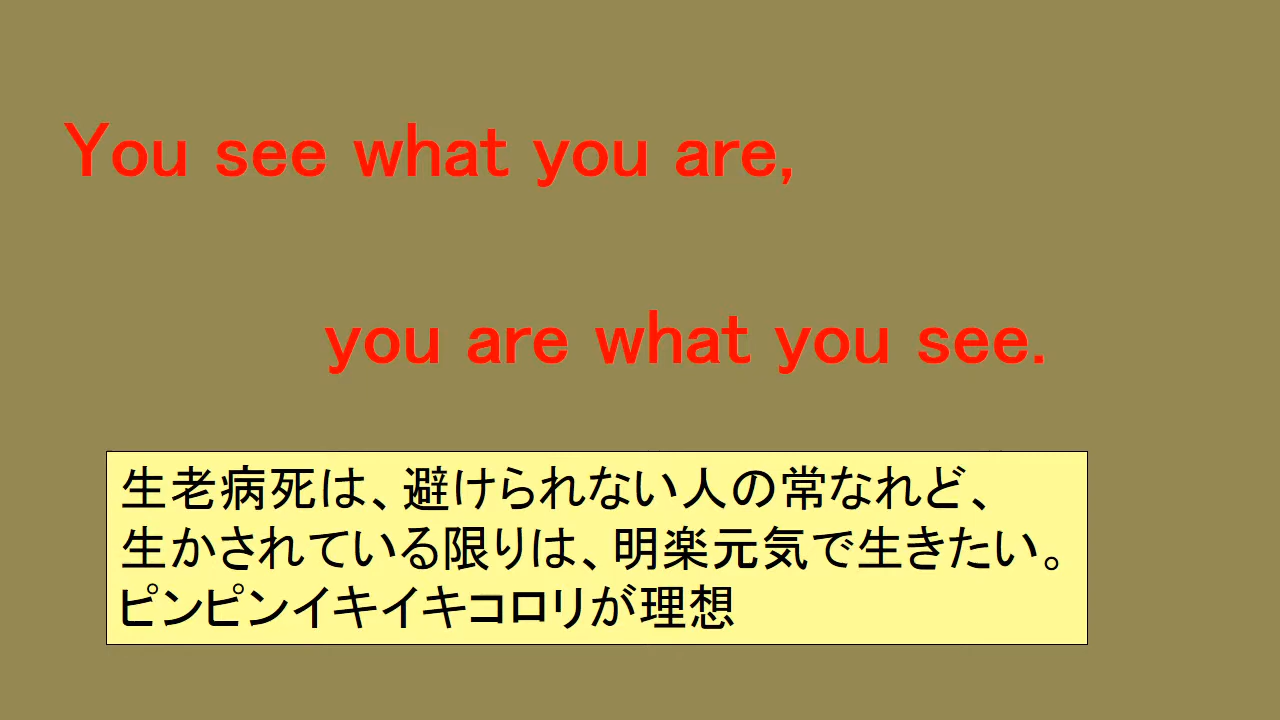 You see what you are,
you are what you see.
生老病死は、避けられない人の常なれど、
生かされている限りは、明楽元気で生きたい。
ピンピンイキイキコロリが理想